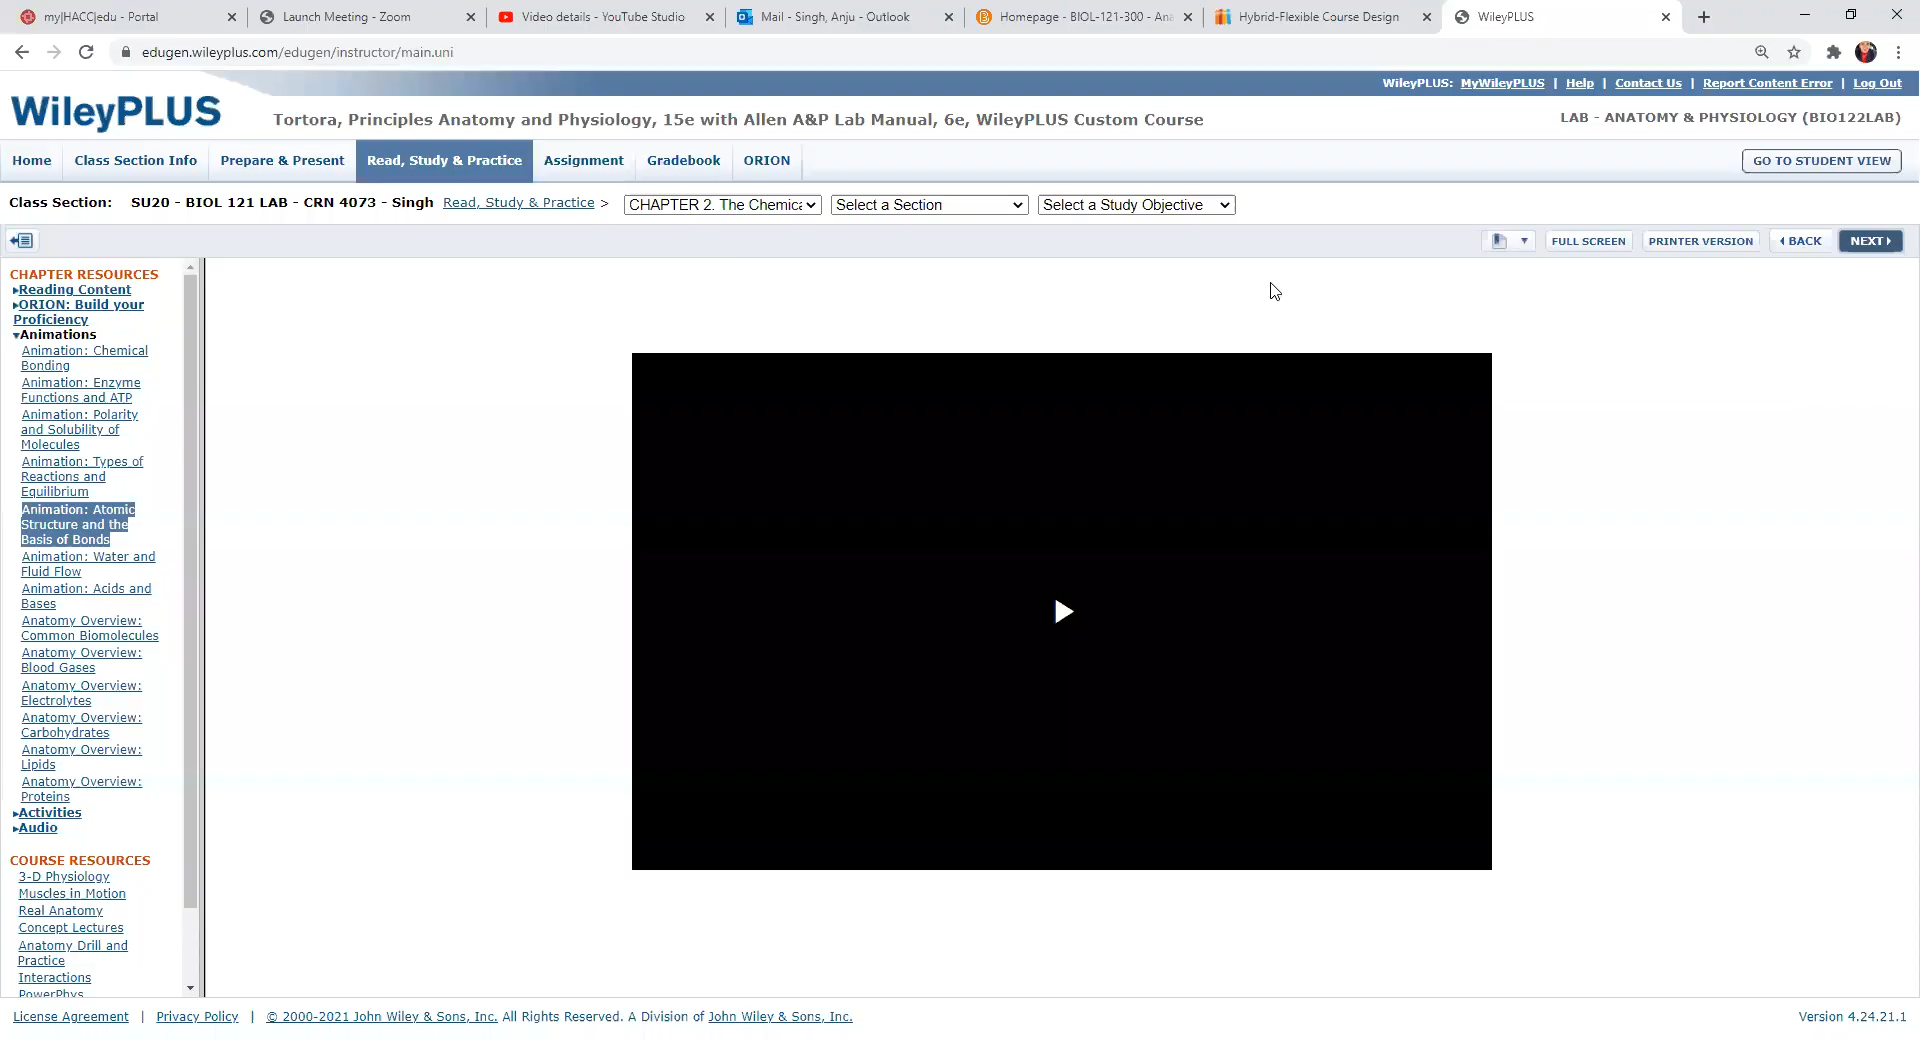 my|HACC|edu - Portal
Launch Meeting - Zoom
Video details - YouTube Studio
Mail - Singh, Anju - Outlook
Homepage - BIOL-121-300 - Ana
Hybrid-Flexible Course Design
WileyPLUS
edugen.wileyplus.com/edugen/instructor/main.uni
WileyPLUS: MyWileyPLUS | Help | Contact Us | Report Content Error | Log Out
WileyPLUS
Tortora, Principles Anatomy and Physiology, 15e with Allen A&P Lab Manual, 6e, WileyPLUS Custom Course
LAB - ANATOMY & PHYSIOLOGY (BIO122LAB)
Home
Class Section Info
Prepare & Present
Read, Study & Practice
Assignment
Gradebook
ORION
GO TO STUDENT VIEW
Class Section: SU20 - BIOL 121 LAB - CRN 4073 - Singh Read, Study & Practice >
CHAPTER 2. The Chemica
Select a Section
Select a Study Objective
FULL SCREEN
PRINTER VERSION
BACK
NEXT
CHAPTER RESOURCES
Reading Content
ORION: Build your
Proficiency
Animations
Animation: Chemical
Bonding
Animation: Enzyme
Functions and ATP
Animation: Polarity
and Solubility of
Molecules
Animation: Types of
Reactions and
Equilibrium
Animation: Atomic
Structure and the
Basis of Bonds
Animation: Water and
Fluid Flow
Animation: Acids and
Bases
Anatomy Overview:
Common Biomolecules
Anatomy Overview:
Blood Gases
Anatomy Overview:
Electrolytes
Anatomy Overview:
Carbohydrates
Anatomy Overview:
Lipids
Anatomy Overview:
Proteins
Activities
Audio
COURSE RESOURCES
3-D Physiology
Muscles in Motion
Real Anatomy
Concept Lectures
Anatomy Drill and
Practice
Interactions
PowerPhys
License Agreement | Privacy Policy | © 2000-2021 John Wiley & Sons, Inc. All Rights Reserved. A Division of John Wiley & Sons, Inc.
Version 4.24.21.1